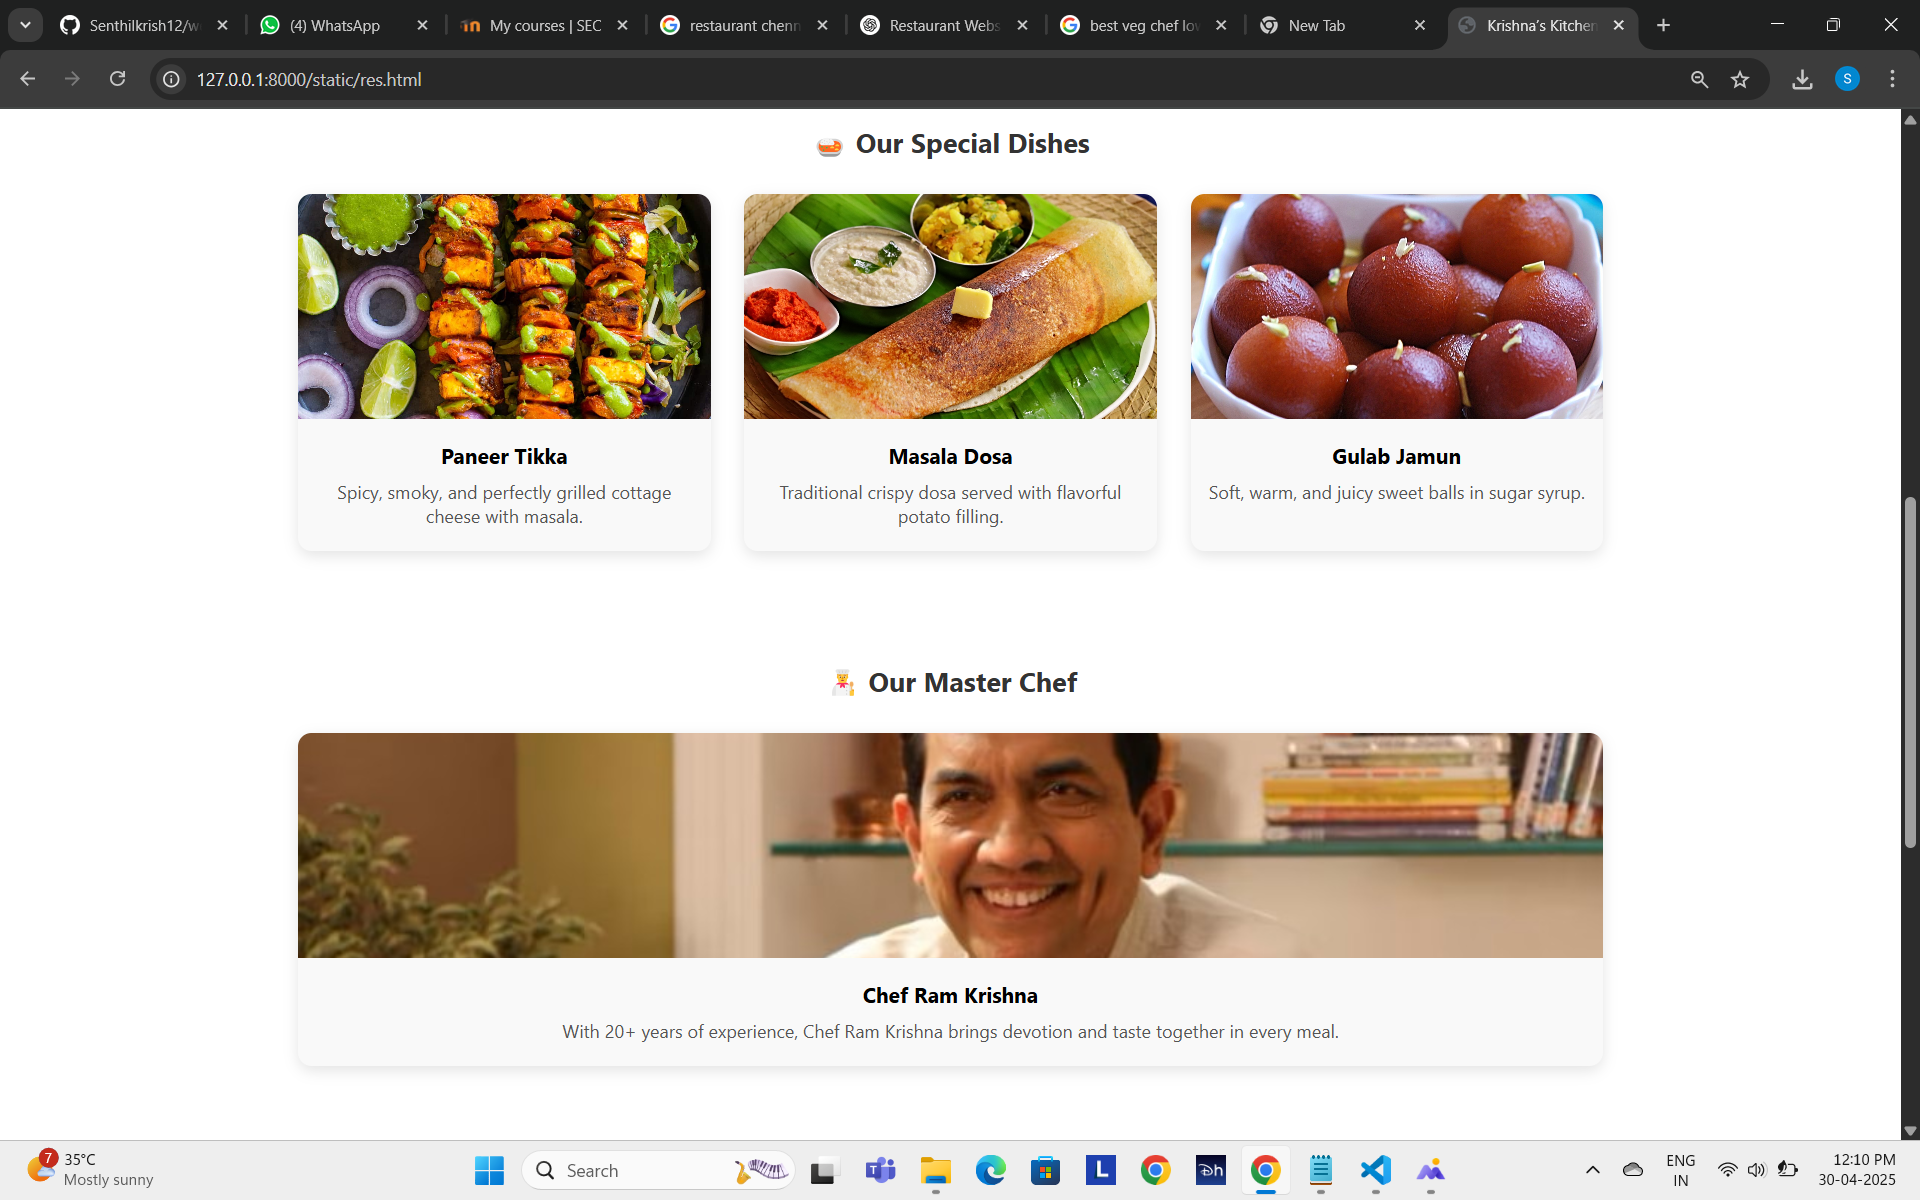 Senthilkrish12/w
(4) WhatsApp
My courses | SEC
restaurant chenn
Restaurant Webs
best veg chef lo
New Tab
Krishna's Kitchen
127.0.0.1:8000/static/res.html
S
Our Special Dishes
Paneer Tikka
Spicy, smoky, and perfectly grilled cottage
cheese with masala.
Masala Dosa
Traditional crispy dosa served with flavorful
potato filling.
Gulab Jamun
Soft, warm, and juicy sweet balls in sugar syrup.
Our Master Chef
Chef Ram Krishna
With 20+ years of experience, Chef Ram Krishna brings devotion and taste together in every meal.
7
35°C
Mostly sunny
Search
L
Dh
ENG
IN
12:10 PM
30-04-2025